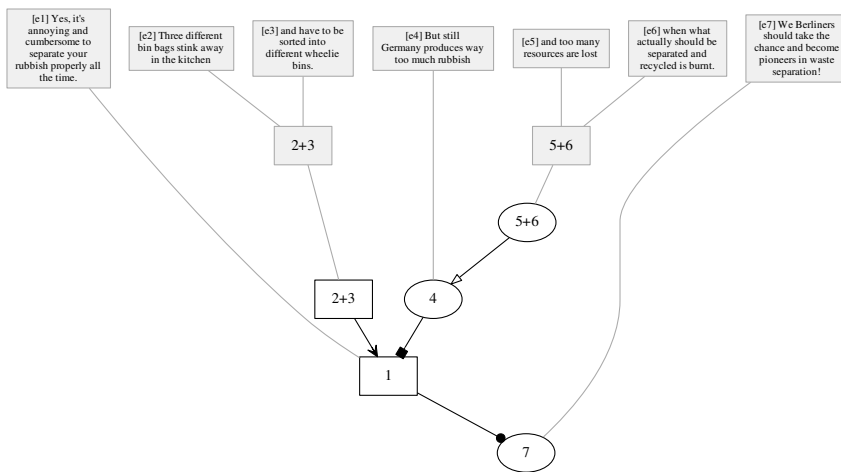 [e1] Yes, it's
annoying and
cumbersome to
separate your
rubbish properly all
the time.
[e2] Three different
bin bags stink away
in the kitchen
[e3] and have to be
sorted into
different wheelie
bins.
[e4] But still
Germany produces way
too much rubbish
[e5] and too many
resources are lost
[e6] when what
actually should be
separated and
recycled is burnt.
[e7] We Berliners
should take the
chance and become
pioneers in waste
separation!
2+3
5+6
5+6
2+3
4
1
7